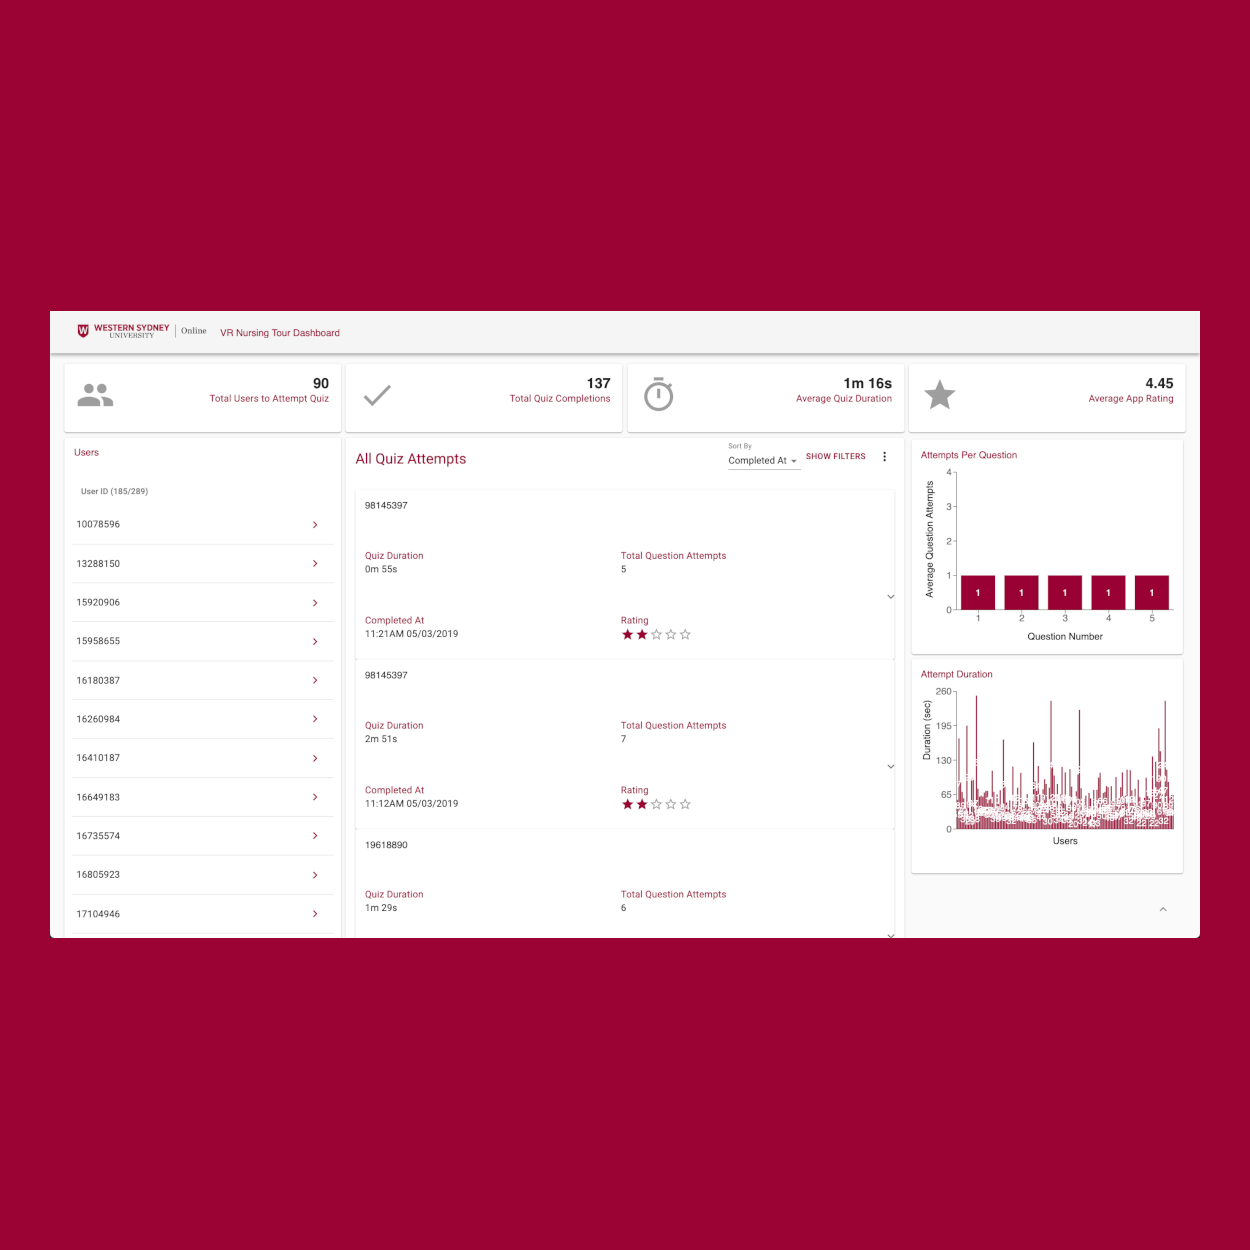 WESTERN SYDNEY
UNIVERSITY
Online
VR Nursing Tour Dashboard
90
Total Users to Attempt Quiz
137
Total Quiz Completions
1m 16s
Average Quiz Duration
4.45
Average App Rating
Users
User ID (185/289)
10078596
13288150
15920906
15958655
16180387
16260984
16410187
16649183
16735574
16805923
17104946
All Quiz Attempts
Sort By
Completed At
SHOW FILTERS
98145397
Quiz Duration
0m 55s
Total Question Attempts
5
Completed At
11:21AM 05/03/2019
Rating
98145397
Quiz Duration
2m 51s
Total Question Attempts
7
Completed At
11:12AM 05/03/2019
Rating
19618890
Quiz Duration
1m 29s
Total Question Attempts
6
Attempts Per Question
Average Question Attempts
4
3
2
1
0
1 1 1 1 1
1 2 3 4 5
Question Number
Attempt Duration
Duration (sec)
260
195
130
65
0
Users